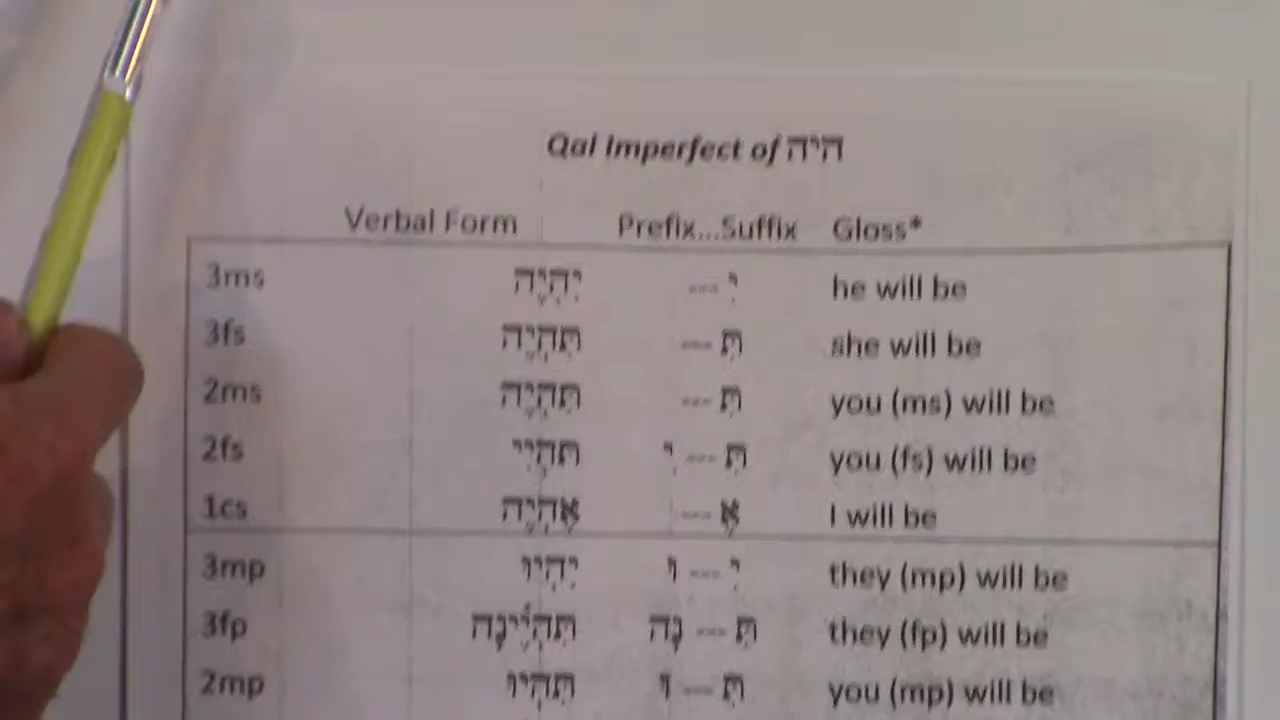 Qal Imperfect of היה
Verbal Form Prefix...Suffix Gloss*
3ms יִהְיֶה יִ --- he will be
3fs תִּהְיֶה תִּ --- she will be
2ms תִּהְיֶה תִּ --- you (ms) will be
2fs תִּהְיִי תִּ --- ִי you (fs) will be
1cs אֶהְיֶה אֶ --- I will be
3mp יִהְיוּ יִ --- וּ they (mp) will be
3fp תִּהְיֶ֫ינָה תִּ --- נָה they (fp) will be
2mp תִּהְיוּ תִּ --- וּ you (mp) will be